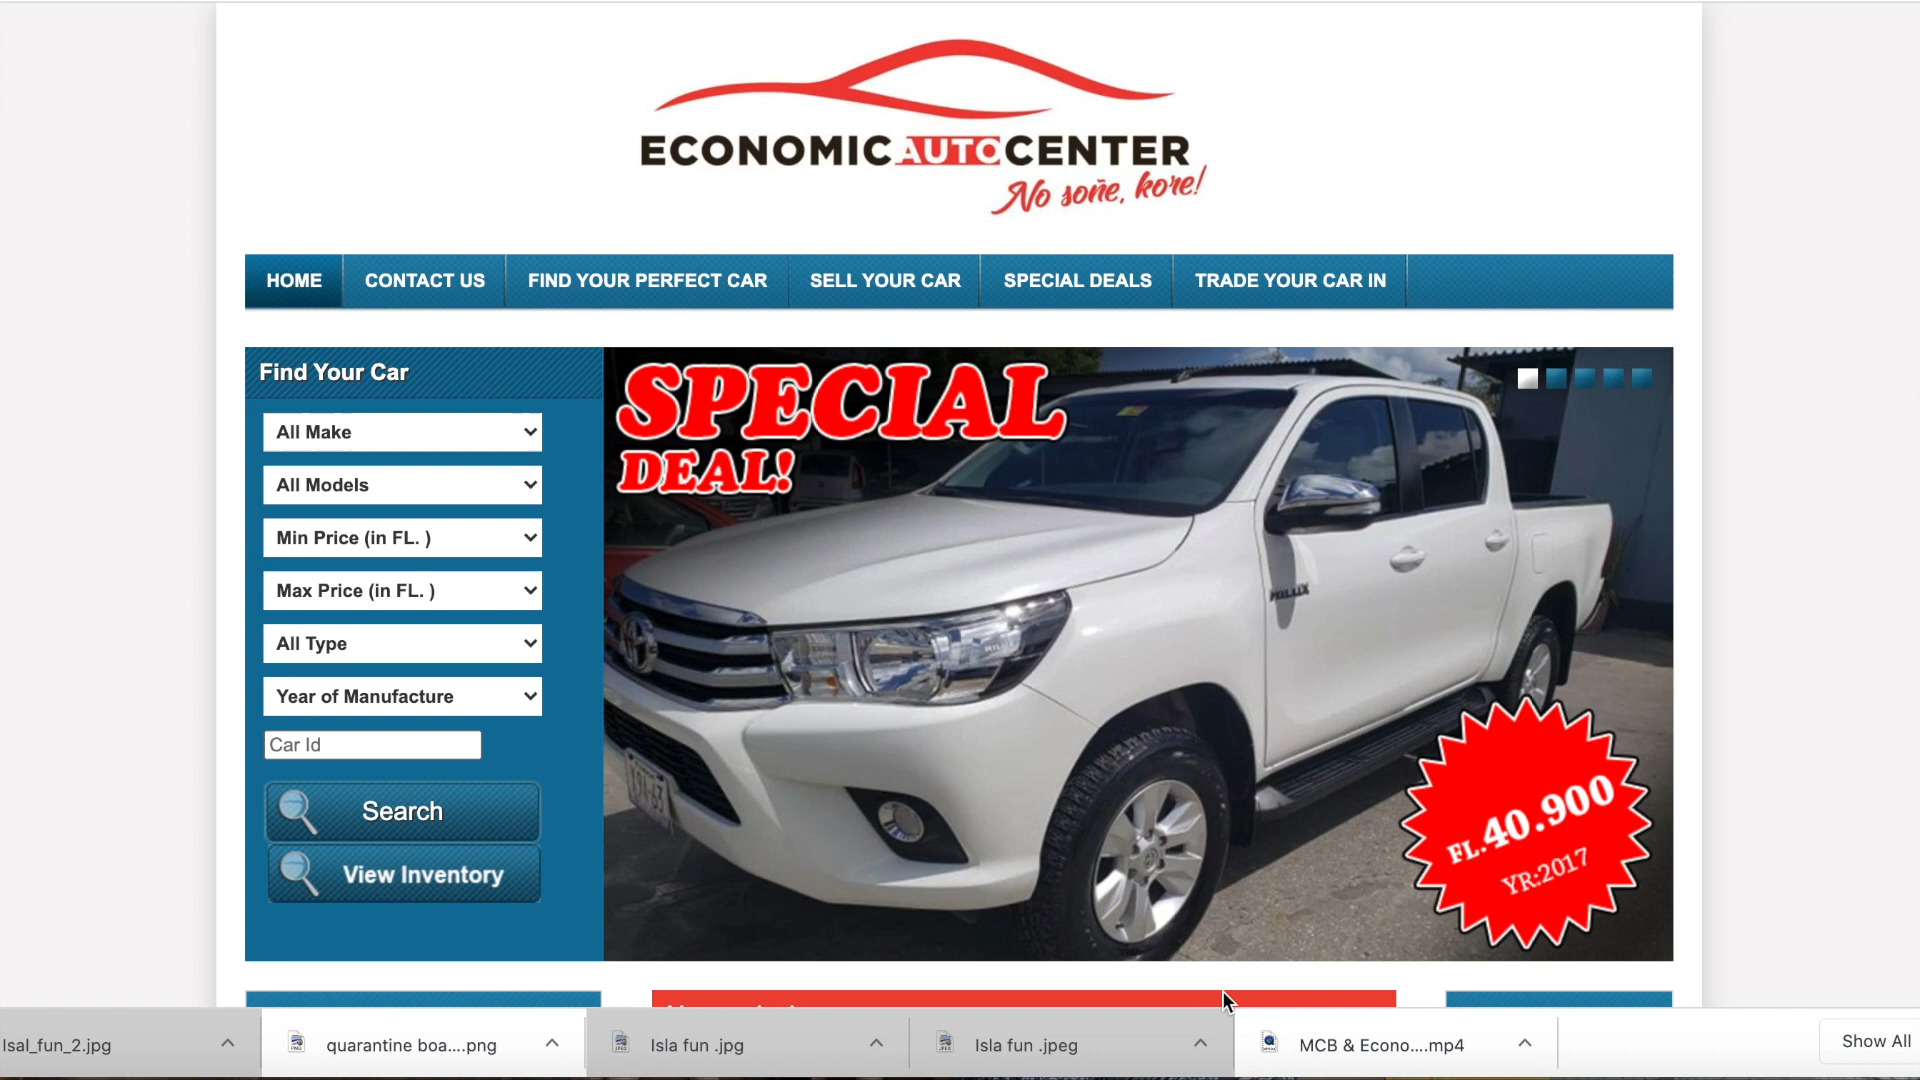 ECONOMIC AUTO CENTER
No soñe, kore!
HOME
CONTACT US
FIND YOUR PERFECT CAR
SELL YOUR CAR
SPECIAL DEALS
TRADE YOUR CAR IN
Find Your Car
All Make
All Models
Min Price (in FL. )
Max Price (in FL. )
All Type
Year of Manufacture
Car Id
Search
View Inventory
SPECIAL
DEAL!
HILUX
FL.40.900
YR:2017
Isal_fun_2.jpg
quarantine boa....png
Isla fun .jpg
Isla fun .jpeg
MCB & Econo....mp4
Show All